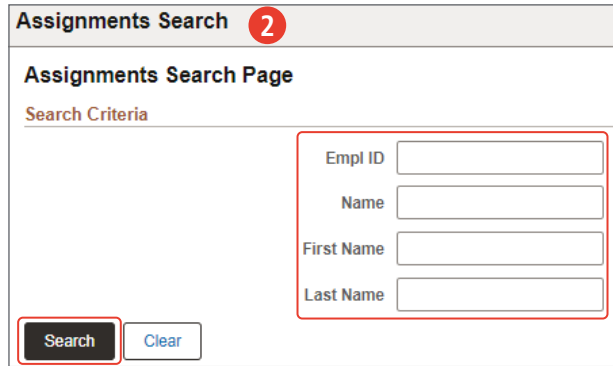 Assignments Search 2
Assignments Search Page
Search Criteria
Empl ID
Name
First Name
Last Name
Search Clear